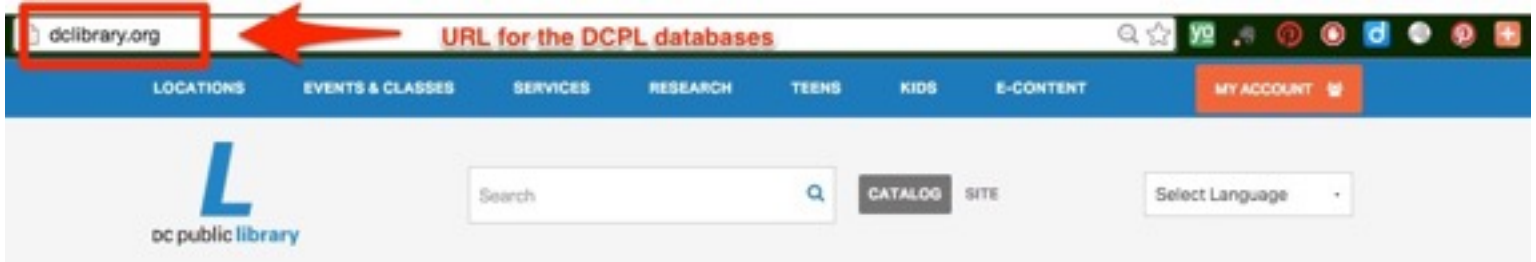 dclibrary.org URL for the DCPL databases
LOCATIONS EVENTS & CLASSES SERVICES RESEARCH TEENS KIDS E-CONTENT MY ACCOUNT
L
Search CATALOG SITE Select Language
DC public library